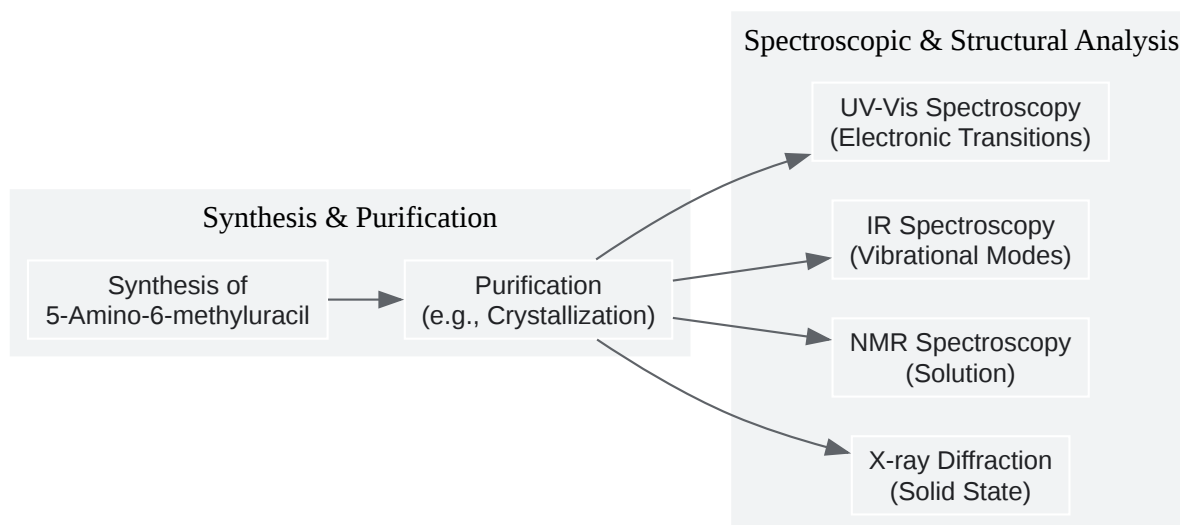 Synthesis & Purification
Synthesis of
5-Amino-6-methyluracil
Purification
(e.g., Crystallization)
Spectroscopic & Structural Analysis
UV-Vis Spectroscopy
(Electronic Transitions)
IR Spectroscopy
(Vibrational Modes)
NMR Spectroscopy
(Solution)
X-ray Diffraction
(Solid State)